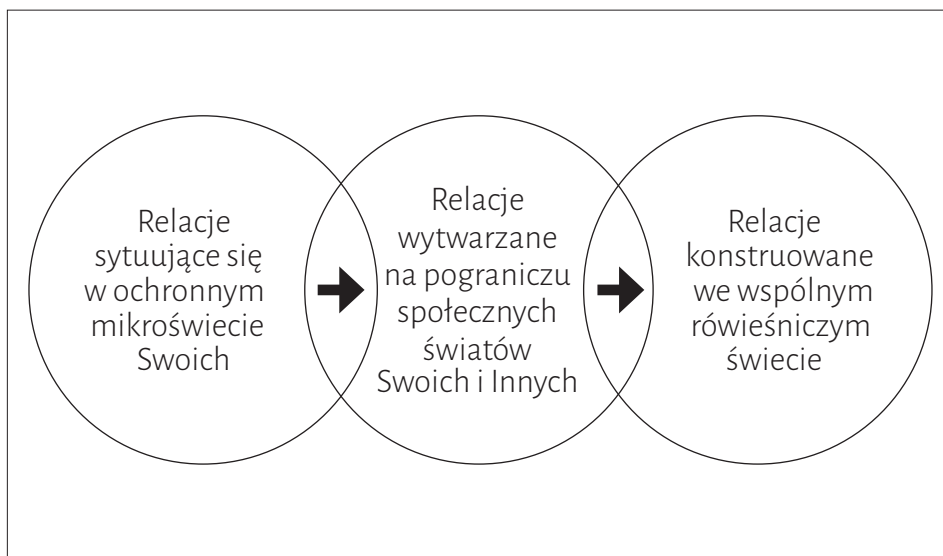 Relacje
sytuujące się
w ochronnym
mikroświecie
Swoich
Relacje
wytwarzane
na pograniczu
społecznych
światów
Swoich i Innych
Relacje
konstruowane
we wspólnym
rówieśniczym
świecie